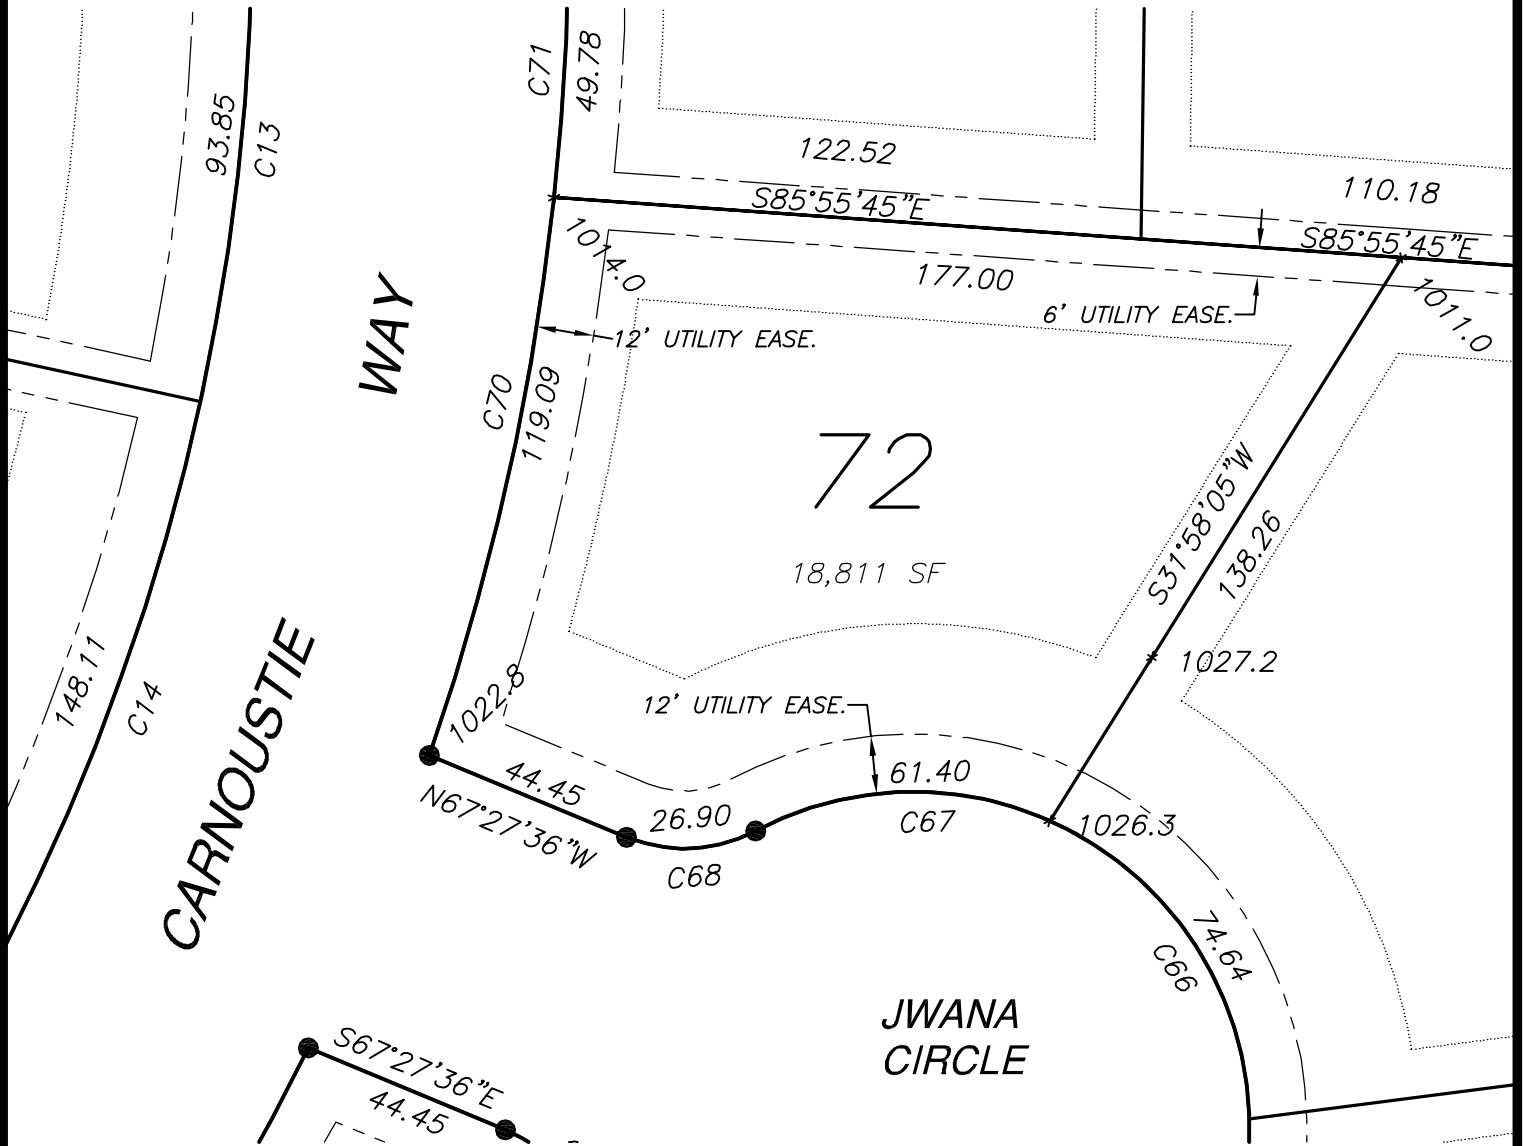 C71
49.78
93.85
C13
122.52
110.18
S85°55'45"E
S85°55'45"E
1014.0
177.00
6' UTILITY EASE.
1011.0
12' UTILITY EASE.
WAY
C70
119.09
72
18,811 SF
S31°58'05"W
138.26
1027.2
148.11
C14
CARNOUSTIE
1022.8
12' UTILITY EASE.
44.45
N67°27'36"W
26.90
C68
61.40
C67
1026.3
74.64
C66
JWANA
CIRCLE
S67°27'36"E
44.45